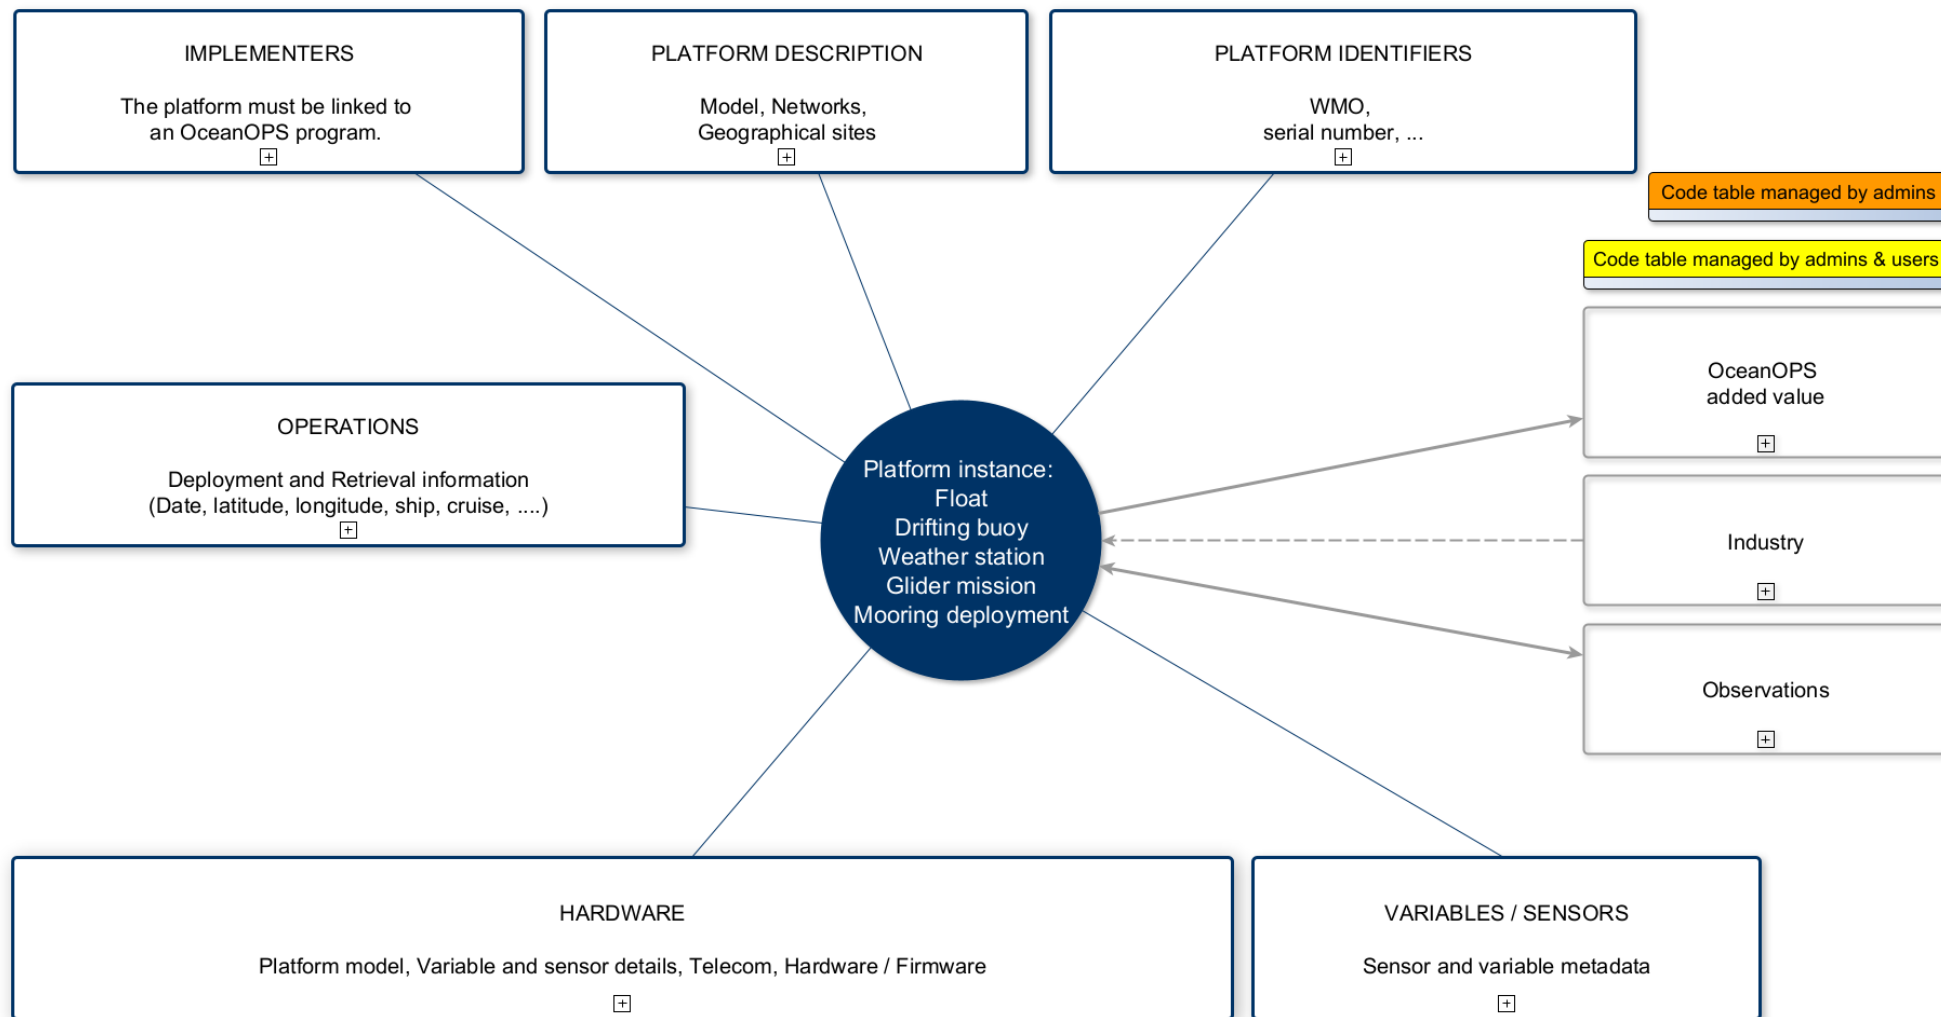 IMPLEMENTERS
The platform must be linked to
an OceanOPS program.
PLATFORM DESCRIPTION
Model, Networks,
Geographical sites
PLATFORM IDENTIFIERS
WMO,
serial number, ...
Code table managed by admins
Code table managed by admins & users
OceanOPS
added value
OPERATIONS
Deployment and Retrieval information
(Date, latitude, longitude, ship, cruise, ....)
Platform instance:
Float
Drifting buoy
Weather station
Glider mission
Mooring deployment
Industry
Observations
HARDWARE
Platform model, Variable and sensor details, Telecom, Hardware / Firmware
VARIABLES / SENSORS
Sensor and variable metadata